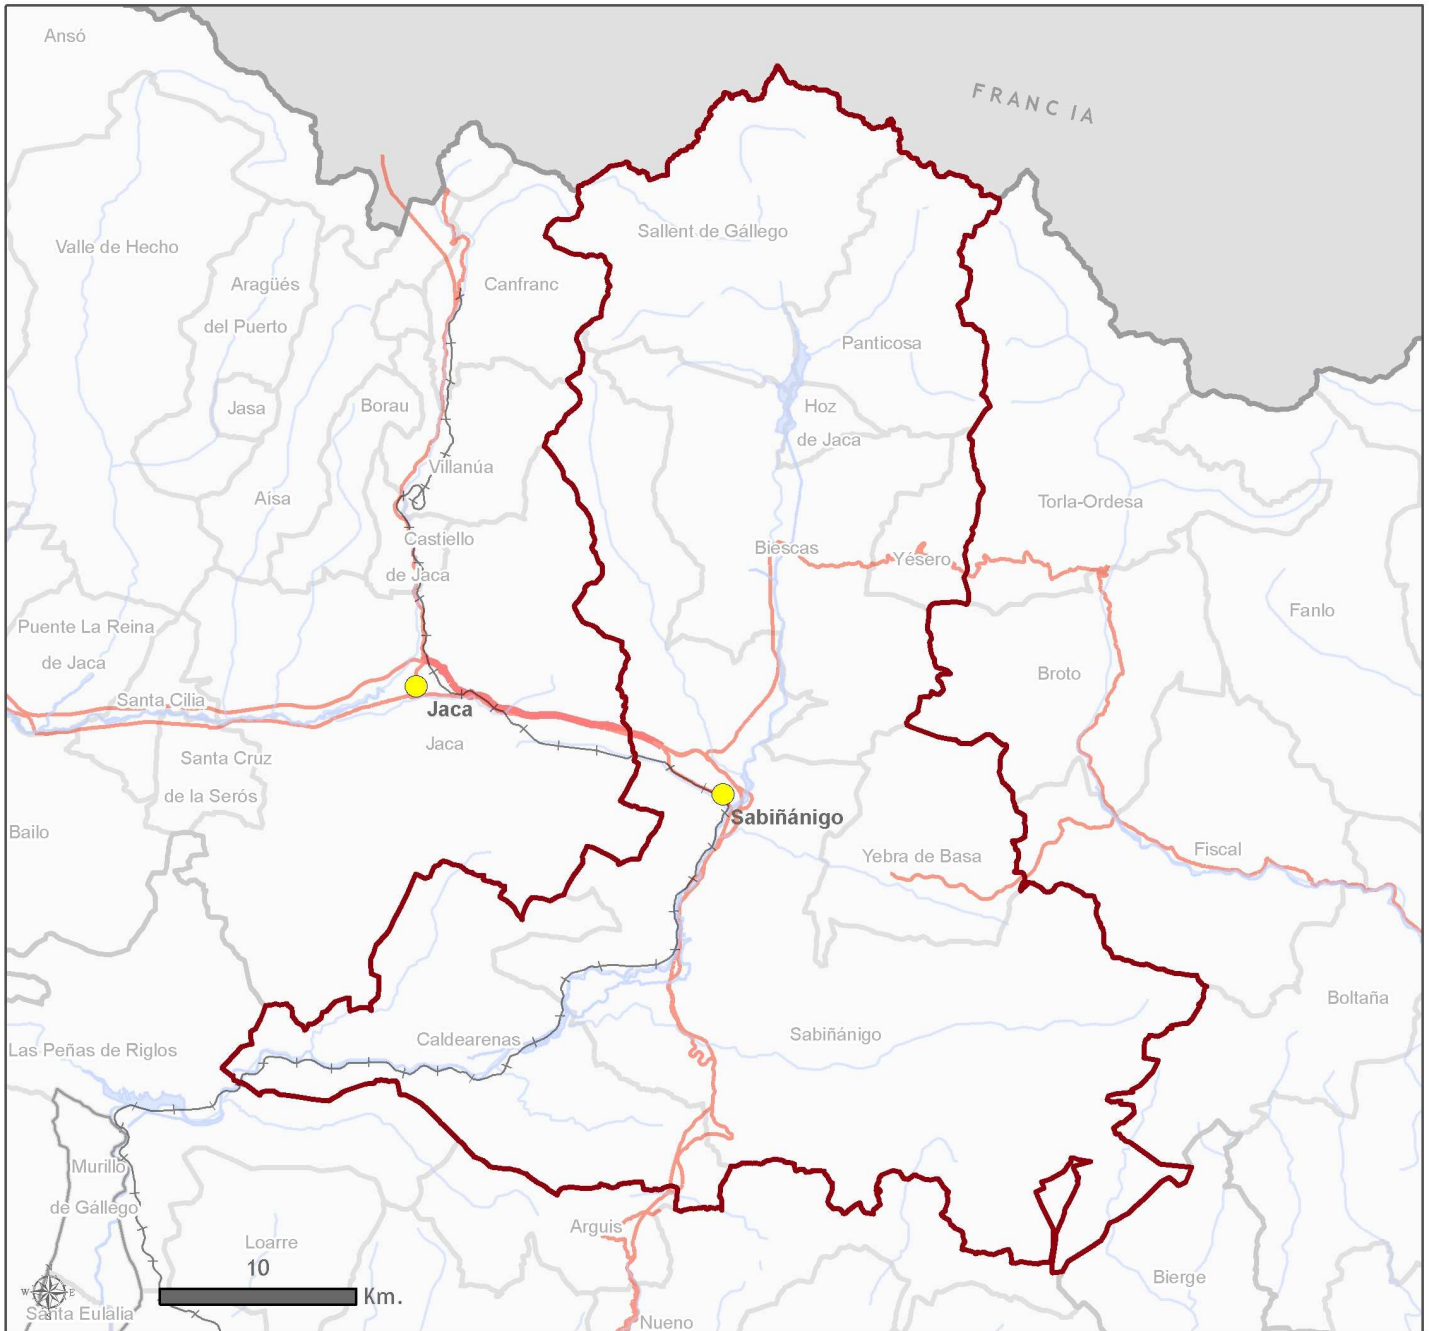 Ansó
FRANCIA
Valle de Hecho
Sallent de Gállego
Aragüés
del Puerto
Canfranc
Panticosa
Jasa
Borau
Hoz
de Jaca
Villanúa
Aísa
Torla-Ordesa
Castiello
de Jaca
Biescas
Yésero
Fanlo
Puente La Reina
de Jaca
Broto
Santa Cilia
Jaca
Jaca
Santa Cruz
de la Serós
Bailo
Sabiñánigo
Yebra de Basa
Fiscal
Boltaña
Las Peñas de Riglos
Caldearenas
Sabiñánigo
Murillo
de Gállego
Arguis
Loarre
10
Km.
Bierge
W
E
Santa Eulalia
Nueno